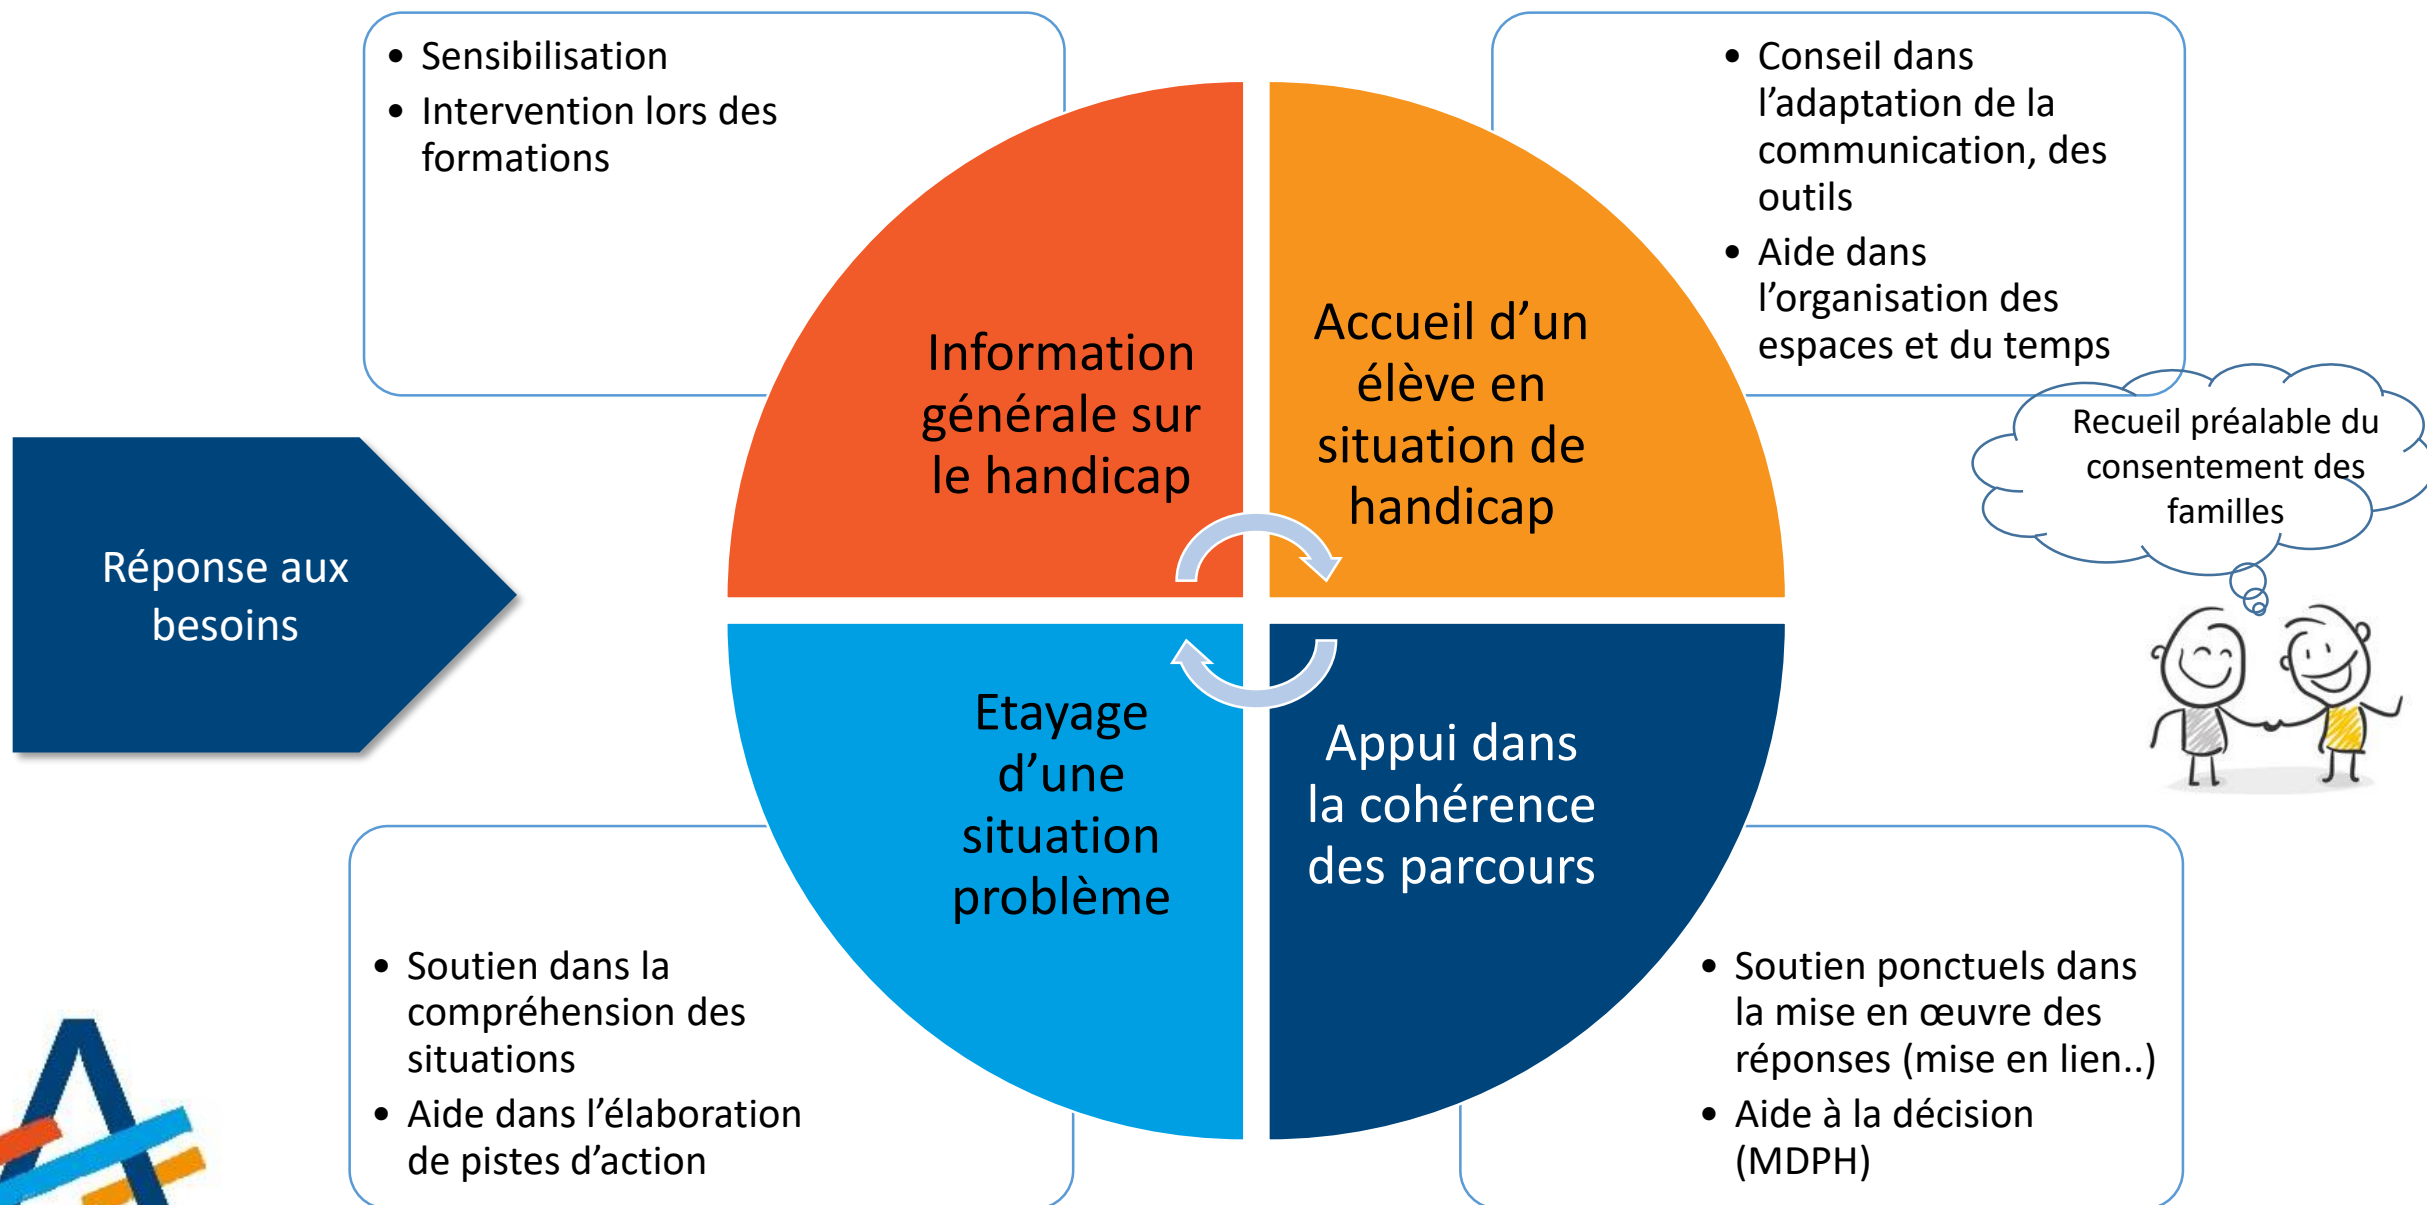 • Sensibilisation
• Intervention lors des
formations
• Conseil dans
l’adaptation de la
communication, des
outils
• Aide dans
l’organisation des
espaces et du temps
Information
générale sur
le handicap
Accueil d’un
élève en
situation de
handicap
Recueil préalable du
consentement des
familles
Réponse aux
besoins
Etayage
d’une
situation
problème
Appui dans
la cohérence
des parcours
• Soutien dans la
compréhension des
situations
• Aide dans l’élaboration
de pistes d’action
• Soutien ponctuels dans
la mise en œuvre des
réponses (mise en lien..)
• Aide à la décision
(MDPH)